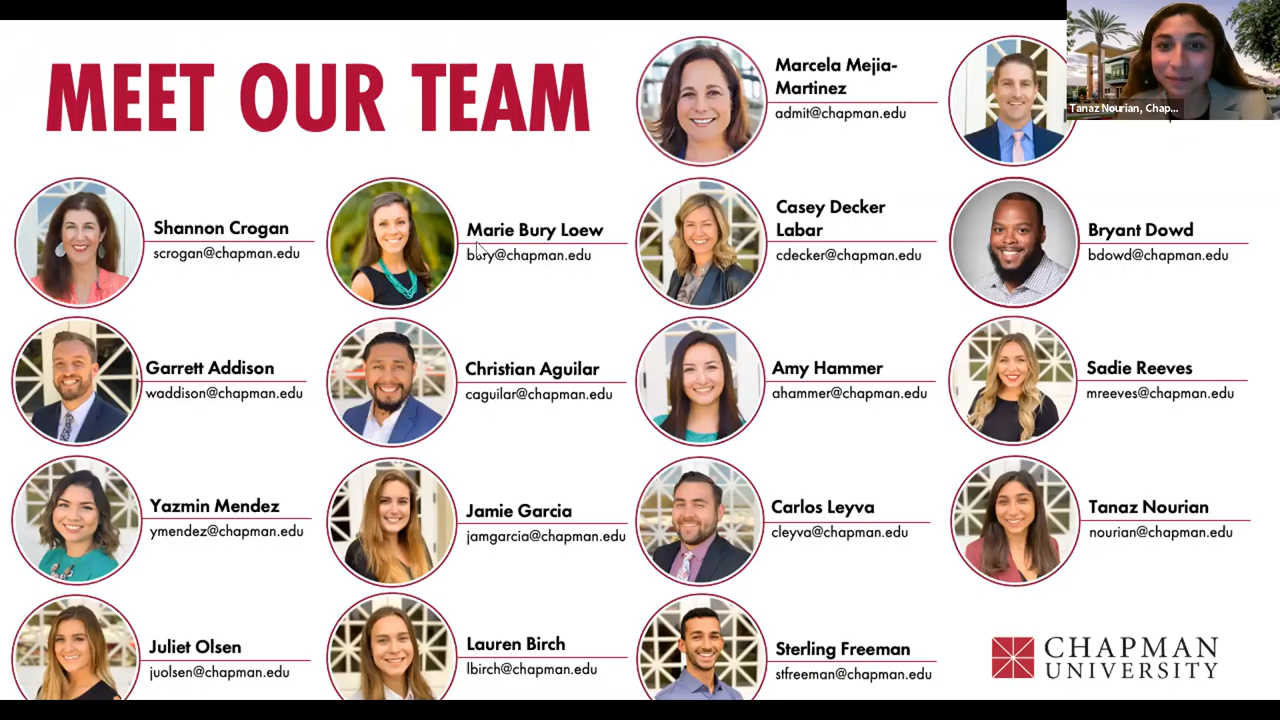 MEET OUR TEAM
Marcela Mejia-
Martinez
admit@chapman.edu
Tanaz Nourian, Chap...
Shannon Crogan
scrogan@chapman.edu
Marie Bury Loew
bury@chapman.edu
Casey Decker
Labar
cdecker@chapman.edu
Bryant Dowd
bdowd@chapman.edu
Garrett Addison
waddison@chapman.edu
Christian Aguilar
caguilar@chapman.edu
Amy Hammer
ahammer@chapman.edu
Sadie Reeves
mreeves@chapman.edu
Yazmin Mendez
ymendez@chapman.edu
Jamie Garcia
jamgarcia@chapman.edu
Carlos Leyva
cleyva@chapman.edu
Tanaz Nourian
nourian@chapman.edu
Juliet Olsen
juolsen@chapman.edu
Lauren Birch
lbirch@chapman.edu
Sterling Freeman
stfreeman@chapman.edu
CHAPMAN
UNIVERSITY